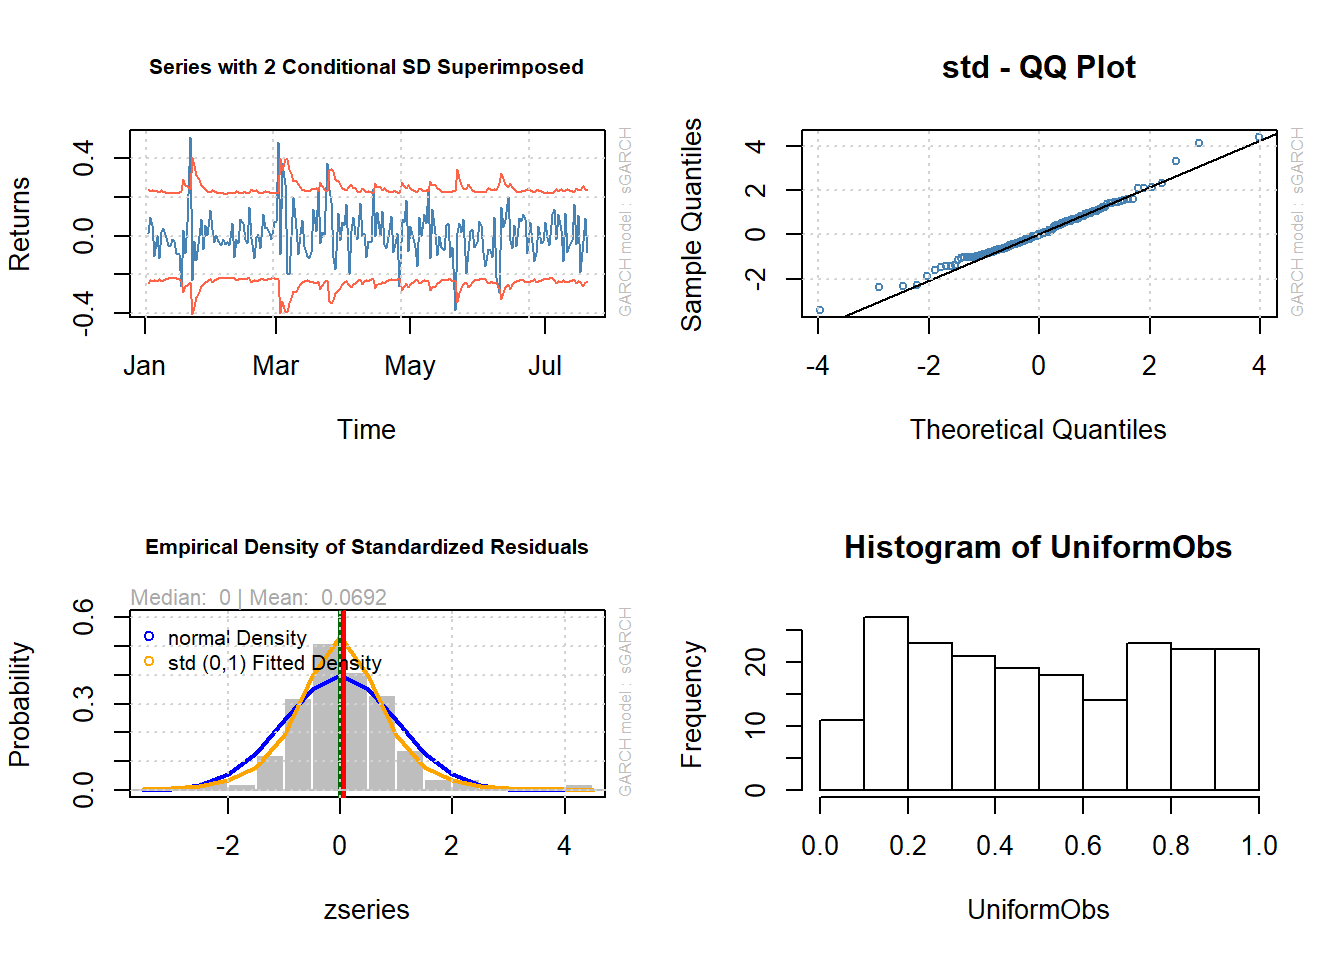 Series with 2 Conditional SD Superimposed
Returns
-0.4 0.0 0.4
Jan Mar May Jul
Time
GARCH model : sGARCH
std - QQ Plot
Sample Quantiles
-2 0 2 4
-4 -2 0 2 4
Theoretical Quantiles
GARCH model : sGARCH
Empirical Density of Standardized Residuals
Median: 0 | Mean: 0.0692
normal Density
std (0,1) Fitted Density
Probability
0.0 0.3 0.6
-2 0 2 4
zseries
GARCH model : sGARCH
Histogram of UniformObs
Frequency
0 10 20
0.0 0.2 0.4 0.6 0.8 1.0
UniformObs